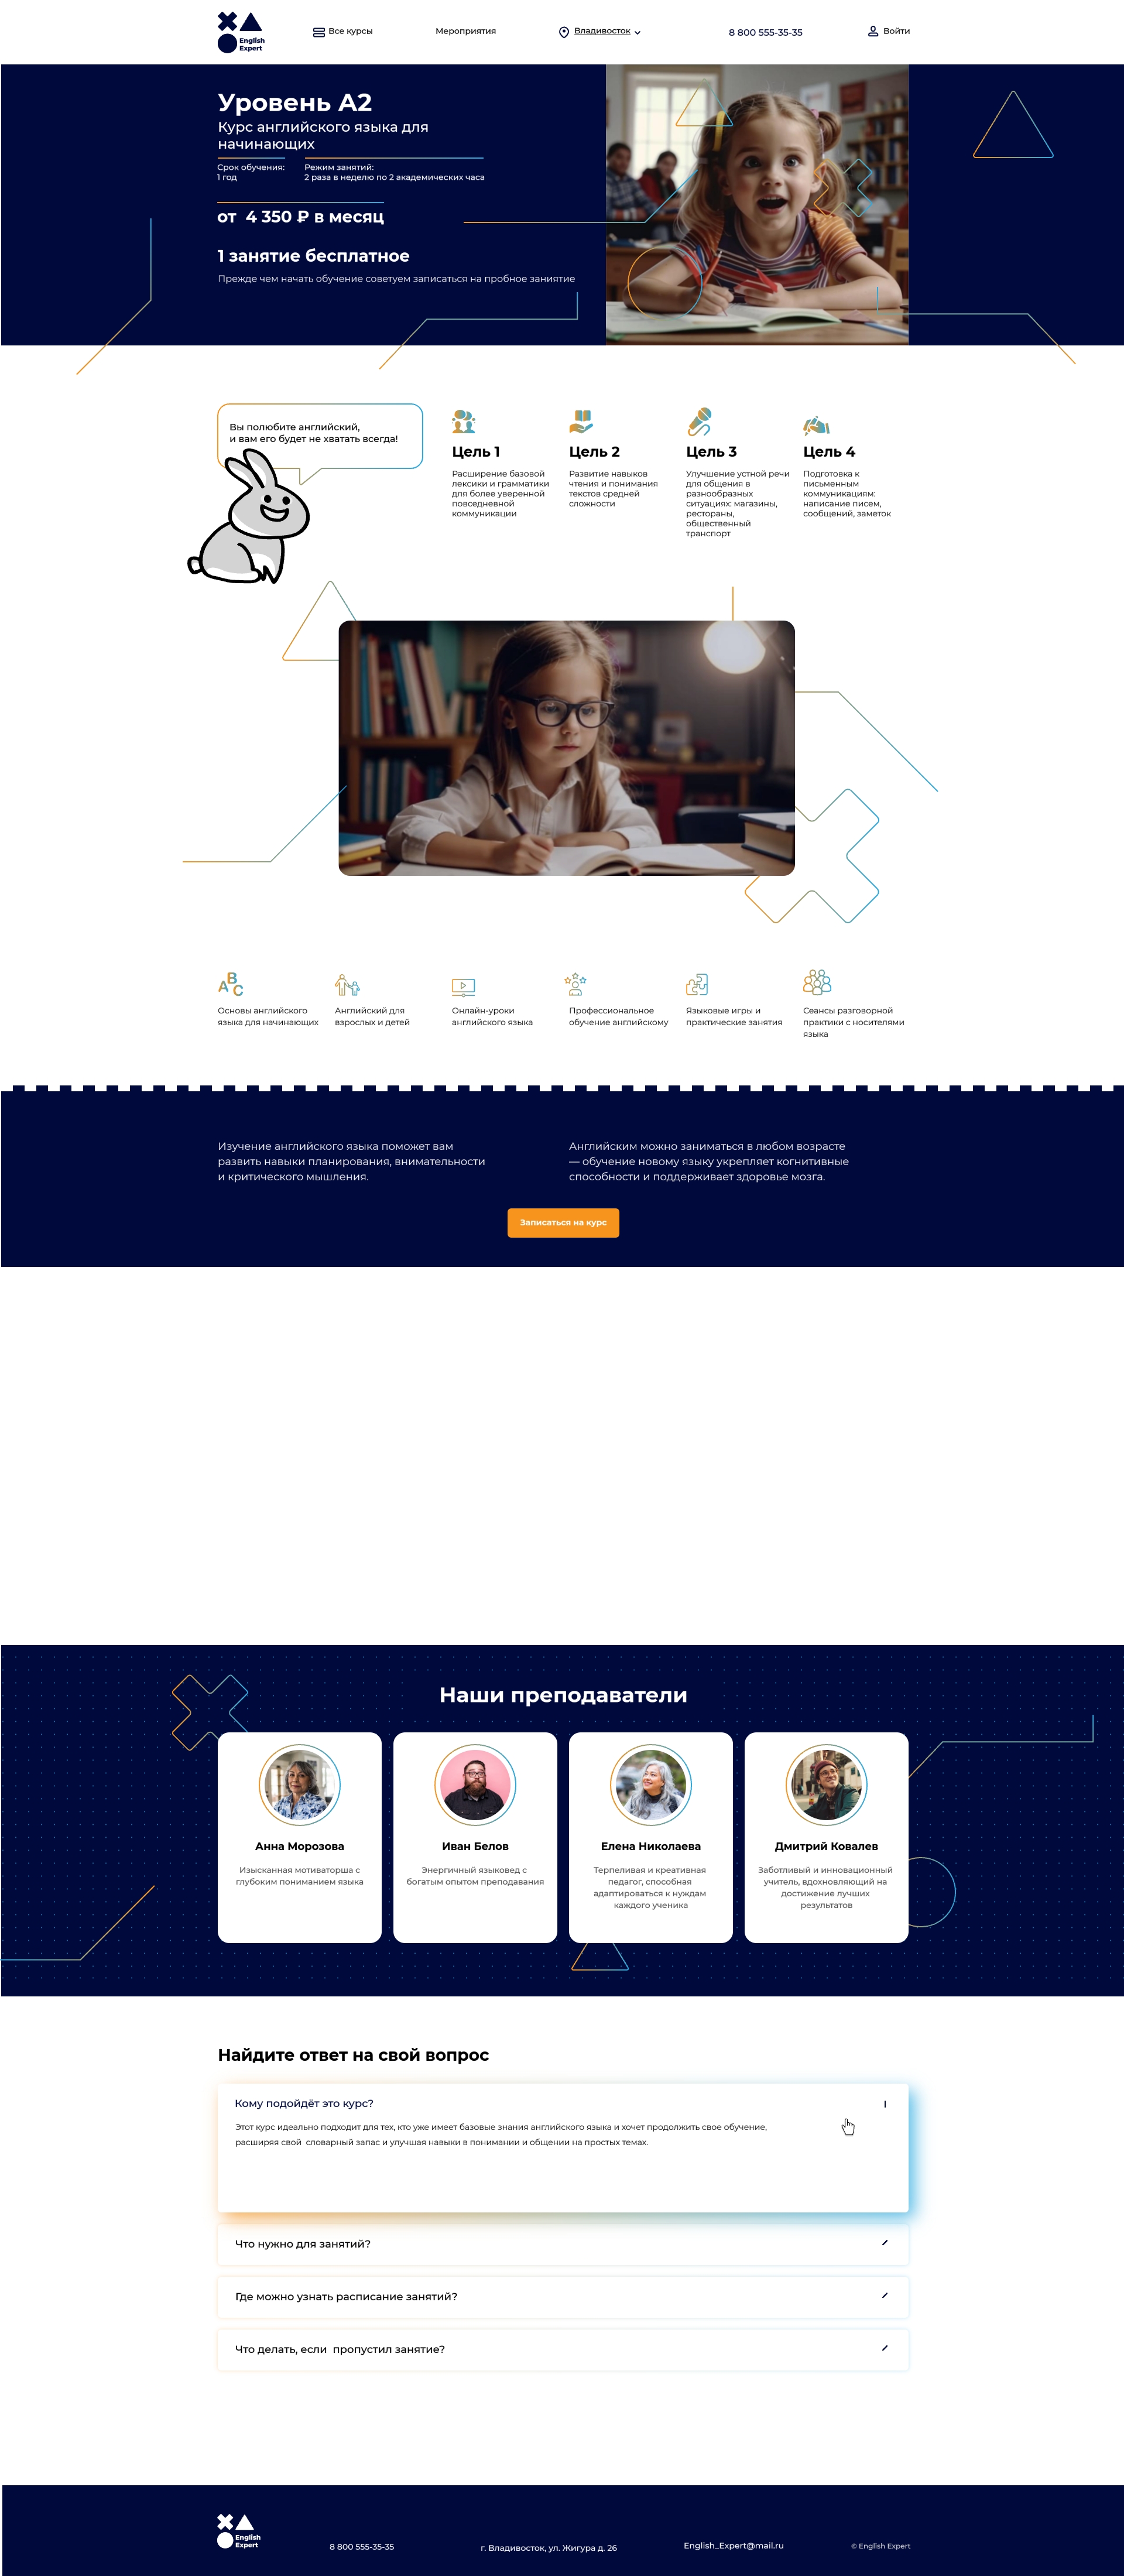 English
Expert
Все курсы
Мероприятия
Владивосток
8 800 555-35-35
Войти
Уровень А2
Курс английского языка для
начинающих
Срок обучения:
1 год
Режим занятий:
2 раза в неделю по 2 академических часа
от 4 350 ₽ в месяц
1 занятие бесплатное
Прежде чем начать обучение советуем записаться на пробное заниятие
Вы полюбите английский,
и вам его будет не хватать всегда!
Цель 1
Расширение базовой
лексики и грамматики
для более уверенной
повседневной
коммуникации
Цель 2
Развитие навыков
чтения и понимания
текстов средней
сложности
Цель 3
Улучшение устной речи
для общения в
разнообразных
ситуациях: магазины,
рестораны,
общественный
транспорт
Цель 4
Подготовка к
письменным
коммуникациям:
написание писем,
сообщений, заметок
A B C
Основы английского
языка для начинающих
Английский для
взрослых и детей
Онлайн-уроки
английского языка
Профессиональное
обучение английскому
Языковые игры и
практические занятия
Сеансы разговорной
практики с носителями
языка
Изучение английского языка поможет вам
развить навыки планирования, внимательности
и критического мышления.
Английским можно заниматься в любом возрасте
— обучение новому языку укрепляет когнитивные
способности и поддерживает здоровье мозга.
Записаться на курс
Наши преподаватели
Анна Морозова
Изысканная мотиваторша с
глубоким пониманием языка
Иван Белов
Энергичный языковед с
богатым опытом преподавания
Елена Николаева
Терпеливая и креативная
педагог, способная
адаптироваться к нуждам
каждого ученика
Дмитрий Ковалев
Заботливый и инновационный
учитель, вдохновляющий на
достижение лучших
результатов
Найдите ответ на свой вопрос
Кому подойдёт это курс?
Этот курс идеально подходит для тех, кто уже имеет базовые знания английского языка и хочет продолжить свое обучение,
расширяя свой словарный запас и улучшая навыки в понимании и общении на простых темах.
Что нужно для занятий?
Где можно узнать расписание занятий?
Что делать, если пропустил занятие?
English
Expert
8 800 555-35-35
г. Владивосток, ул. Жигура д. 26
English_Expert@mail.ru
© English Expert